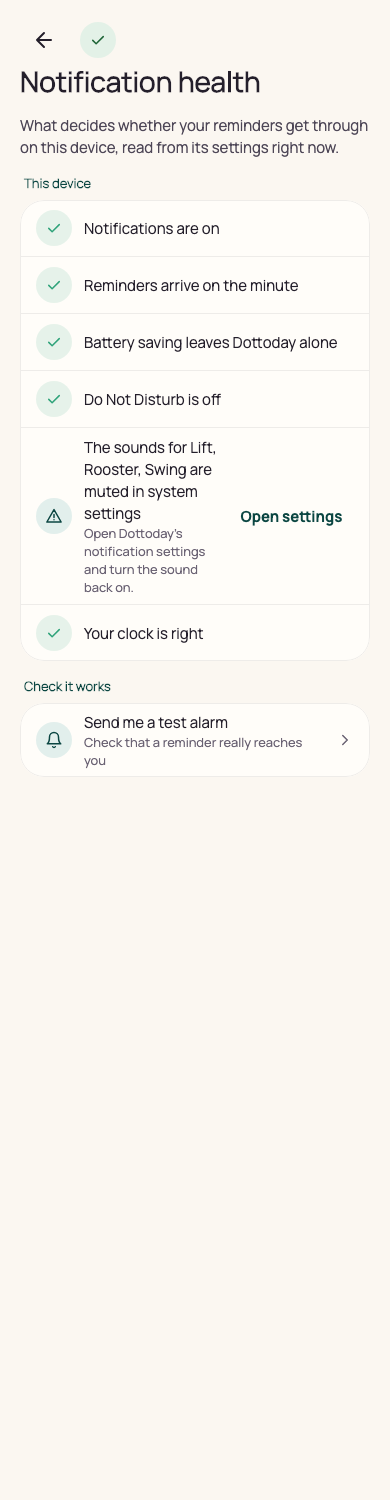 Notification health
What decides whether your reminders get through
on this device, read from its settings right now.
This device
Notifications are on
Reminders arrive on the minute
Battery saving leaves Dottoday alone
Do Not Disturb is off
The sounds for Lift,
Rooster, Swing are
muted in system
settings
Open Dottoday's
notification settings
and turn the sound
back on.
Open settings
Your clock is right
Check it works
Send me a test alarm
Check that a reminder really reaches
you